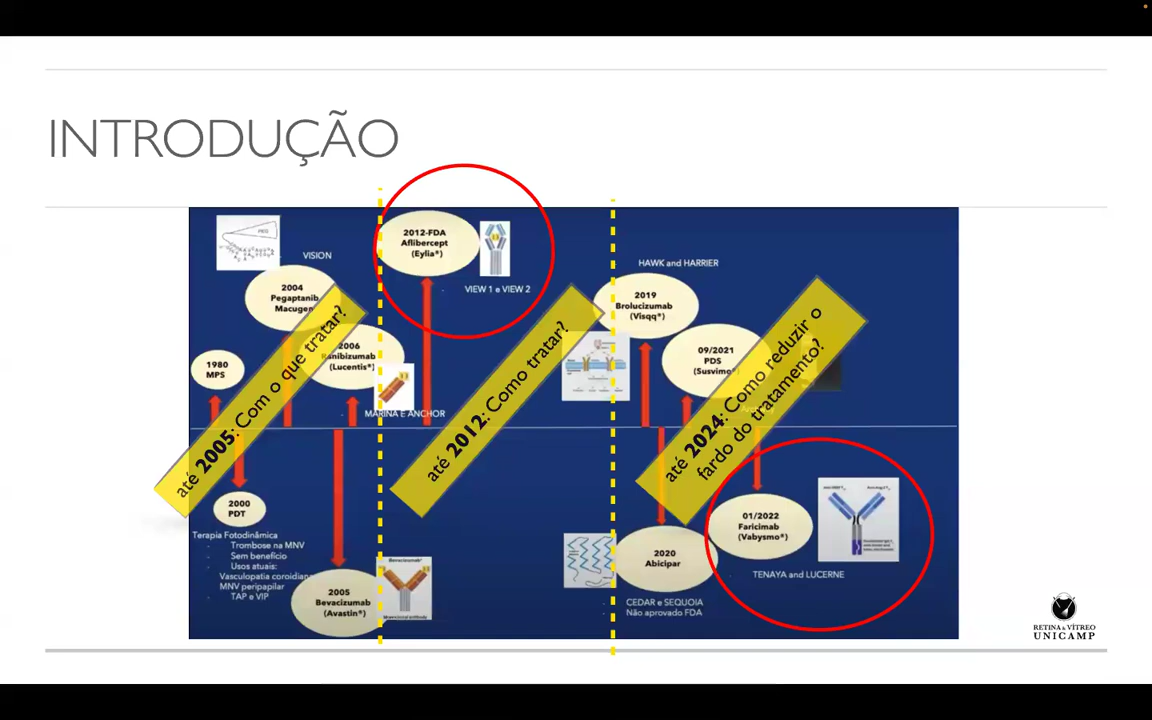 INTRODUÇÃO
VISION
2004
Pegaptanib
Macugen
1980
MPS
2006
Ranibizumab
(Lucentis®)
MARINA E ANCHOR
até 2005: Com o que tratar?
2000
PDT
Terapia Fotodinâmica
Trombose na MNV
Sem benefício
Usos atuais:
Vasculopatia coroidiana
MNV peripapilar
TAP e VIP
2005
Bevacizumab
(Avastin®)
Bevacizumab
2012-FDA
Aflibercept
(Eylia®)
VIEW 1 e VIEW 2
até 2012: Como tratar?
HAWK and HARRIER
2019
Brolucizumab
(Visqq®)
09/2021
PDS
(Susvimo®)
até 2024: Como reduzir o
fardo do tratamento?
2020
Abicipar
CEDAR e SEQUOIA
Não aprovado FDA
01/2022
Faricimab
(Vabysmo®)
TENAYA and LUCERNE
RETINA & VÍTREO
UNICAMP